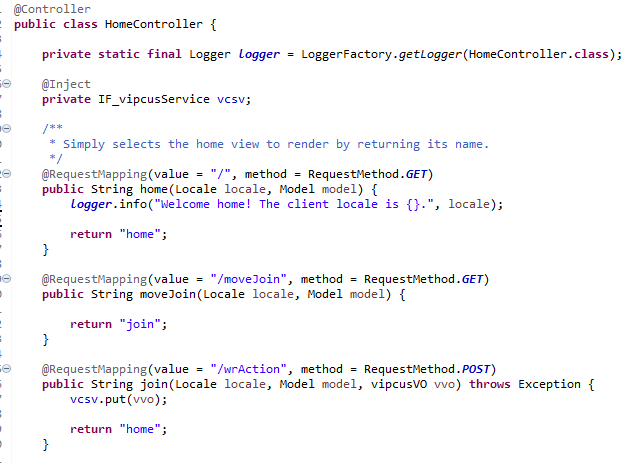 @Controller
public class HomeController {
private static final Logger logger = LoggerFactory.getLogger(HomeController.class);
@Inject
private IF_vipcusService vcsv;
/**
* Simply selects the home view to render by returning its name.
*/
@RequestMapping(value = "/", method = RequestMethod.GET)
public String home(Locale locale, Model model) {
logger.info("Welcome home! The client locale is {}.", locale);
return "home";
}
@RequestMapping(value = "/moveJoin", method = RequestMethod.GET)
public String moveJoin(Locale locale, Model model) {
return "join";
}
@RequestMapping(value = "/wrAction", method = RequestMethod.POST)
public String join(Locale locale, Model model, vipcusVO vvo) throws Exception {
vcsv.put(vvo);
return "home";
}